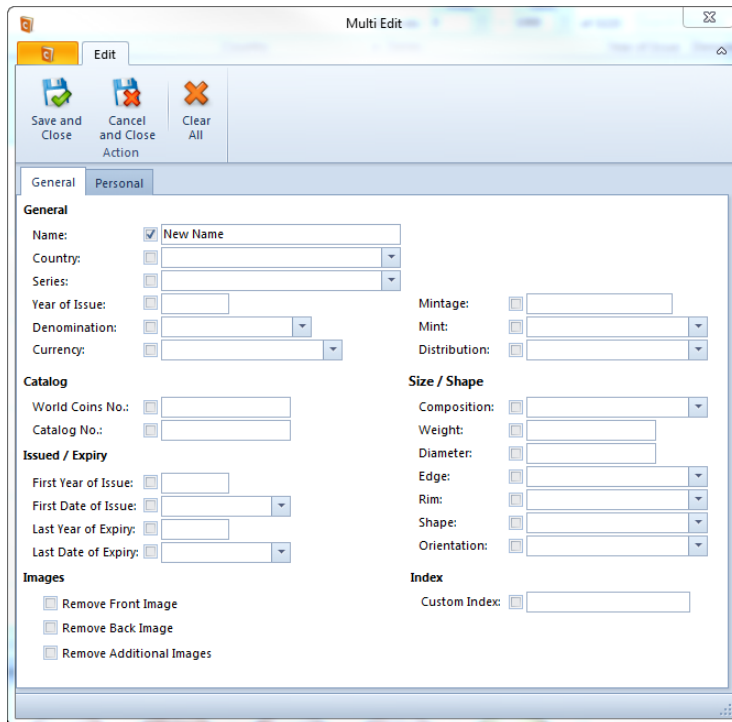 Multi Edit
Edit
Save and Close
Cancel and Close
Clear All
Action
General
Personal
General
Name: New Name
Country:
Series:
Year of Issue:
Denomination:
Currency:
Mintage:
Mint:
Distribution:
Catalog
World Coins No.:
Catalog No.:
Size / Shape
Composition:
Weight:
Diameter:
Edge:
Rim:
Shape:
Orientation:
Issued / Expiry
First Year of Issue:
First Date of Issue:
Last Year of Expiry:
Last Date of Expiry:
Images
Remove Front Image
Remove Back Image
Remove Additional Images
Index
Custom Index: